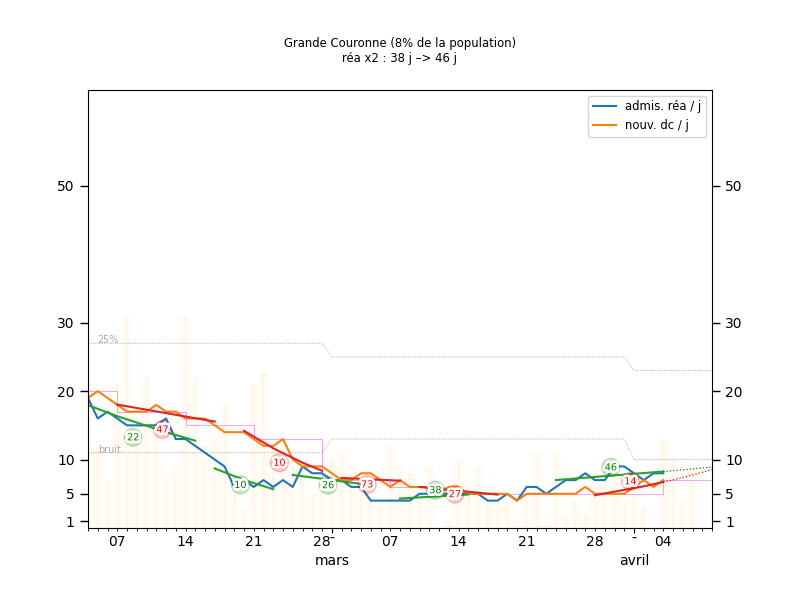 Grande Couronne (8% de la population)
réa x2 : 38 j –> 46 j
admis. réa / j
nouv. dc / j
50 50
30 30
25%
20 20
22 47
bruit
10 10
10 10 26 73 38 27 46 14
5 5
1 1
07 14 21 28 07 14 21 28 04
mars avril